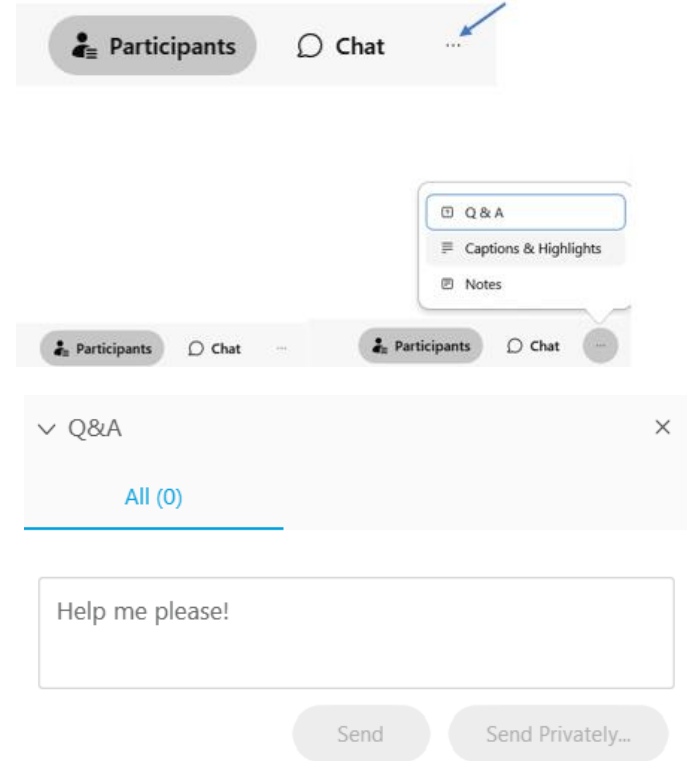 Participants Chat ...
Q & A
Captions & Highlights
Notes
Participants Chat ... Participants Chat ...
Q&A
All (0)
Help me please!
Send Send Privately...